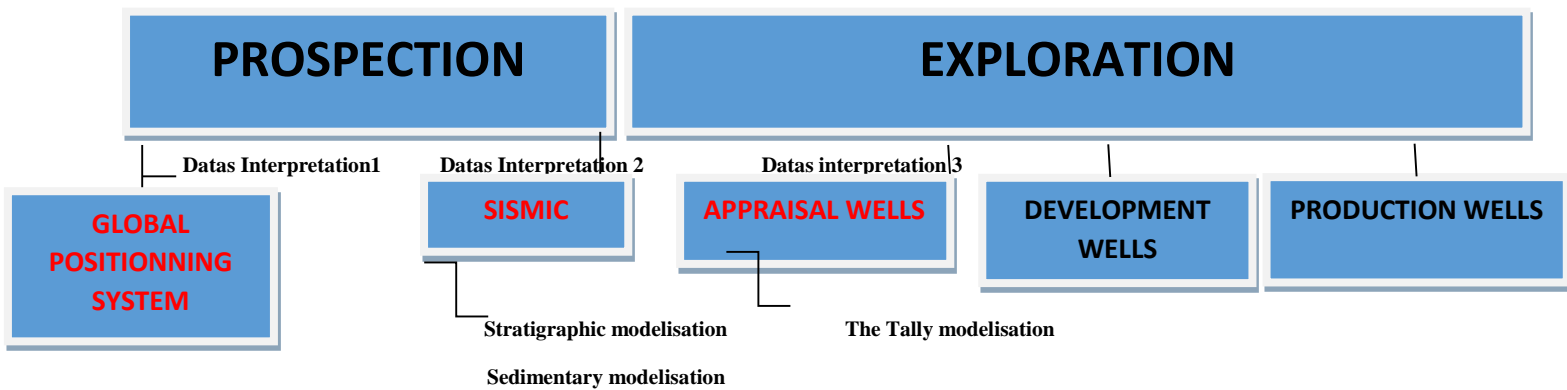 PROSPECTION
EXPLORATION
Datas Interpretation1
Datas Interpretation 2
Datas interpretation 3
GLOBAL
POSITIONNING
SYSTEM
SISMIC
APPRAISAL WELLS
DEVELOPMENT
WELLS
PRODUCTION WELLS
Stratigraphic modelisation
Sedimentary modelisation
The Tally modelisation